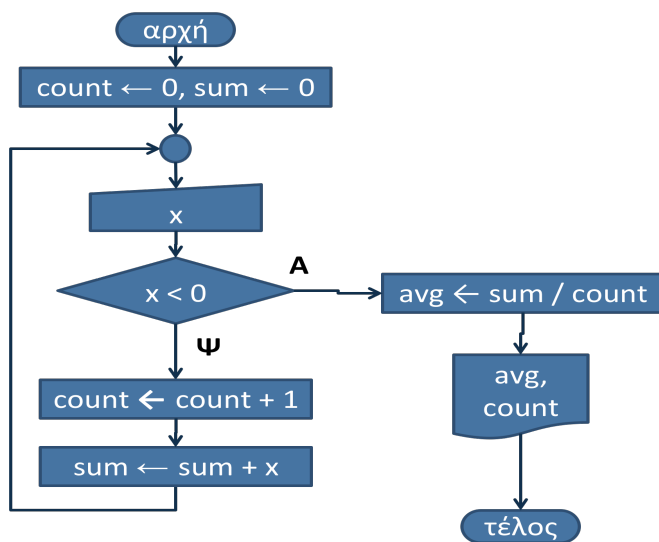 αρχή
count ← 0, sum ← 0
x
x < 0
Α
avg ← sum / count
Ψ
avg,
count
count ← count + 1
sum ← sum + x
τέλος